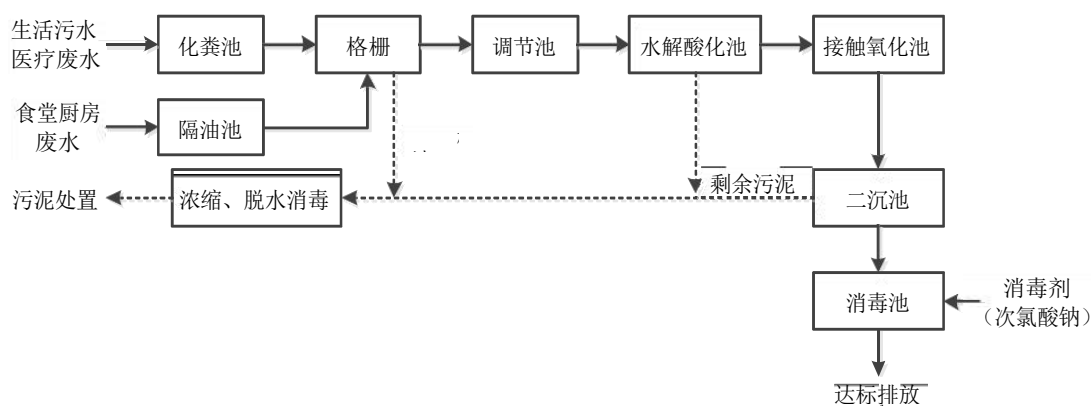 生活污水
医疗废水
化粪池
格栅
调节池
水解酸化池
接触氧化池
食堂厨房
废水
隔油池
污泥处置
浓缩、脱水消毒
剩余污泥
二沉池
消毒池
消毒剂
（次氯酸钠）
达标排放